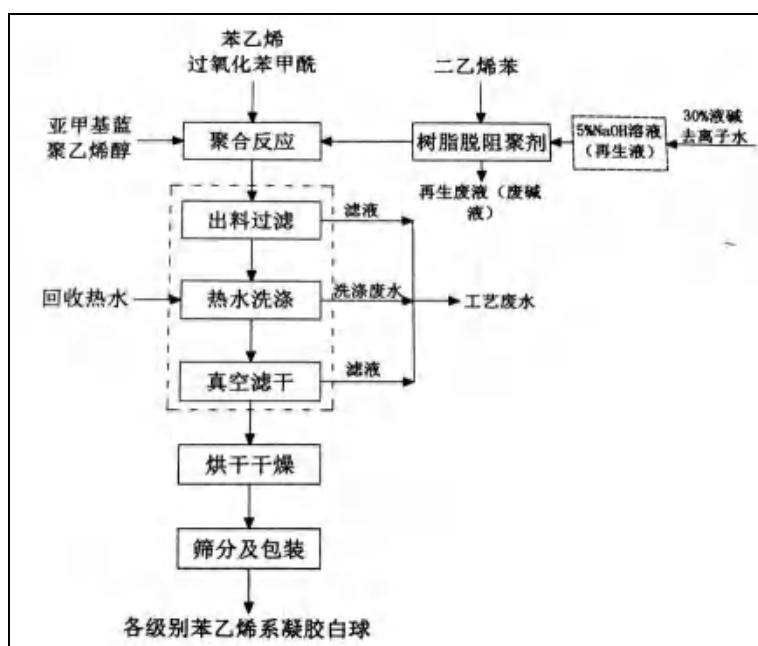 苯乙烯
过氧化苯甲酰
二乙烯苯
亚甲基蓝
聚乙烯醇
聚合反应
树脂脱阻聚剂
5%NaOH溶液
(再生液)
30%液碱
去离子水
再生废液(废碱
液)
出料过滤
滤液
回收热水
热水洗涤
洗涤废水
工艺废水
真空滤干
滤液
烘干干燥
筛分及包装
各级别苯乙烯系凝胶白球